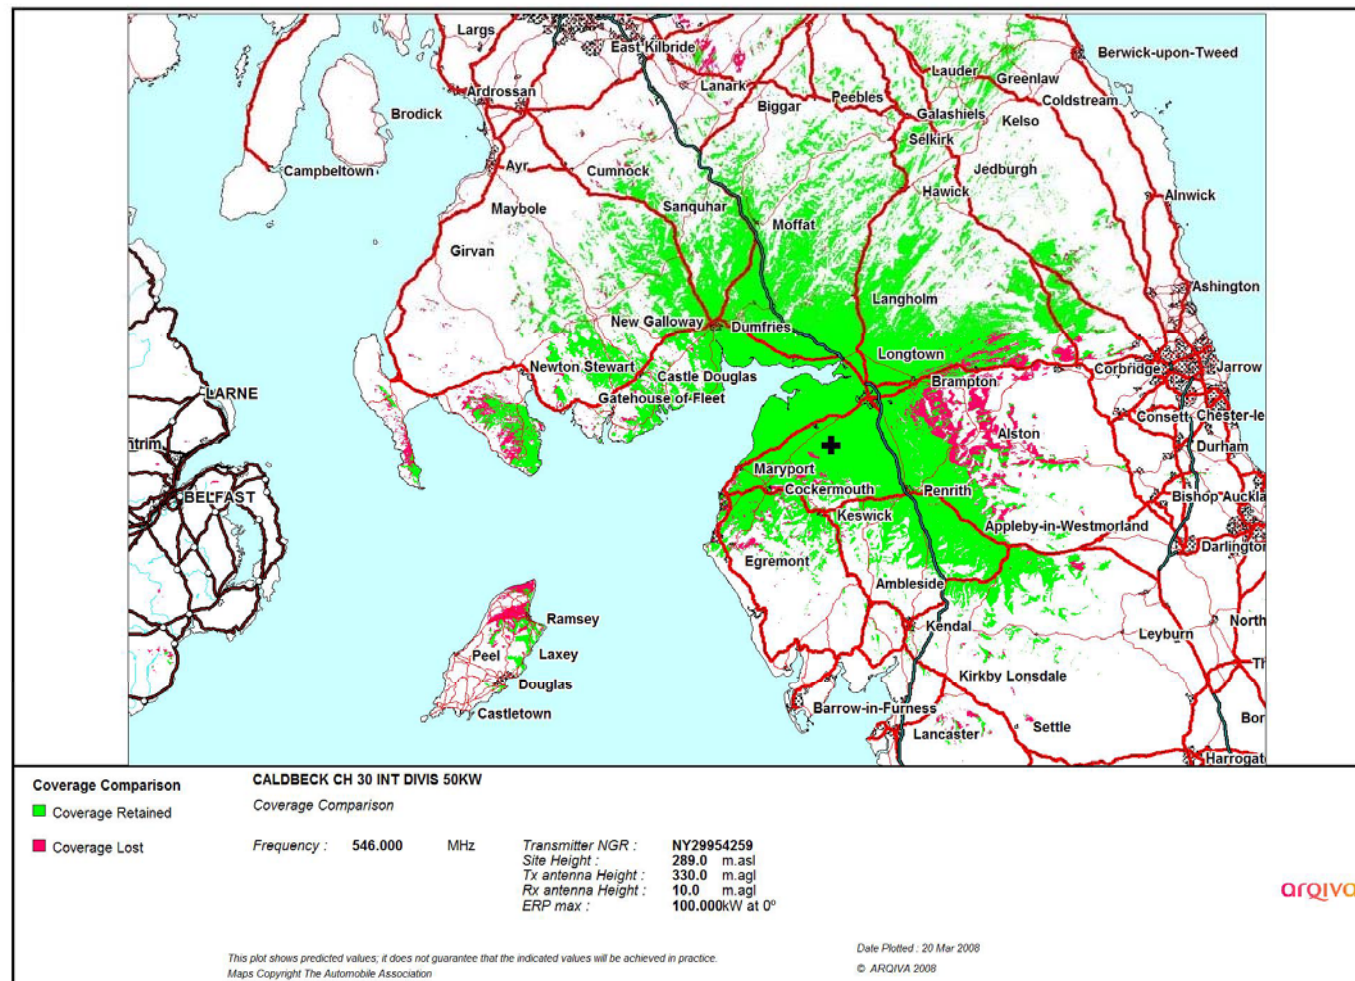 Largs
East Kilbride
Berwick-upon-Tweed
Lauder
Greenlaw
Lanark
Ardrossan
Peebles
Coldstream
Biggar
Brodick
Galashiels
Kelso
Selkirk
Campbeltown
Ayr
Cumnock
Jedburgh
Hawick
Alnwick
Maybole
Sanquhar
Moffat
Girvan
Ashington
Langholm
New Galloway
Dumfries
Longtown
Newton Stewart
Corbridge
Jarrow
Castle Douglas
Brampton
LARNE
Gatehouse of Fleet
Consett
Chester-le
Alston
ntrim
Durham
Maryport
Cockermouth
Penrith
BELFAST
Bishop Auckla
Keswick
Appleby-in-Westmorland
Darlington
Egremont
Ambleside
Ramsey
Kendal
North
Leyburn
Peel
Laxey
Th
Kirkby Lonsdale
Douglas
Barrow-in-Furness
Castletown
Bor
Lancaster
Settle
Harrogat
Coverage Comparison
Coverage Retained
Coverage Lost
CALDBECK CH 30 INT DIVIS 50KW
Coverage Comparison
Frequency : 546.000 MHz
Transmitter NGR : NY29954259
Site Height : 289.0 m.asl
Tx antenna Height : 330.0 m.agl
Rx antenna Height : 10.0 m.agl
ERP max : 100.000kW at 0º
arqiva
This plot shows predicted values; it does not guarantee that the indicated values will be achieved in practice.
Maps Copyright The Automobile Association
Date Plotted : 20 Mar 2008
© ARQIVA 2008